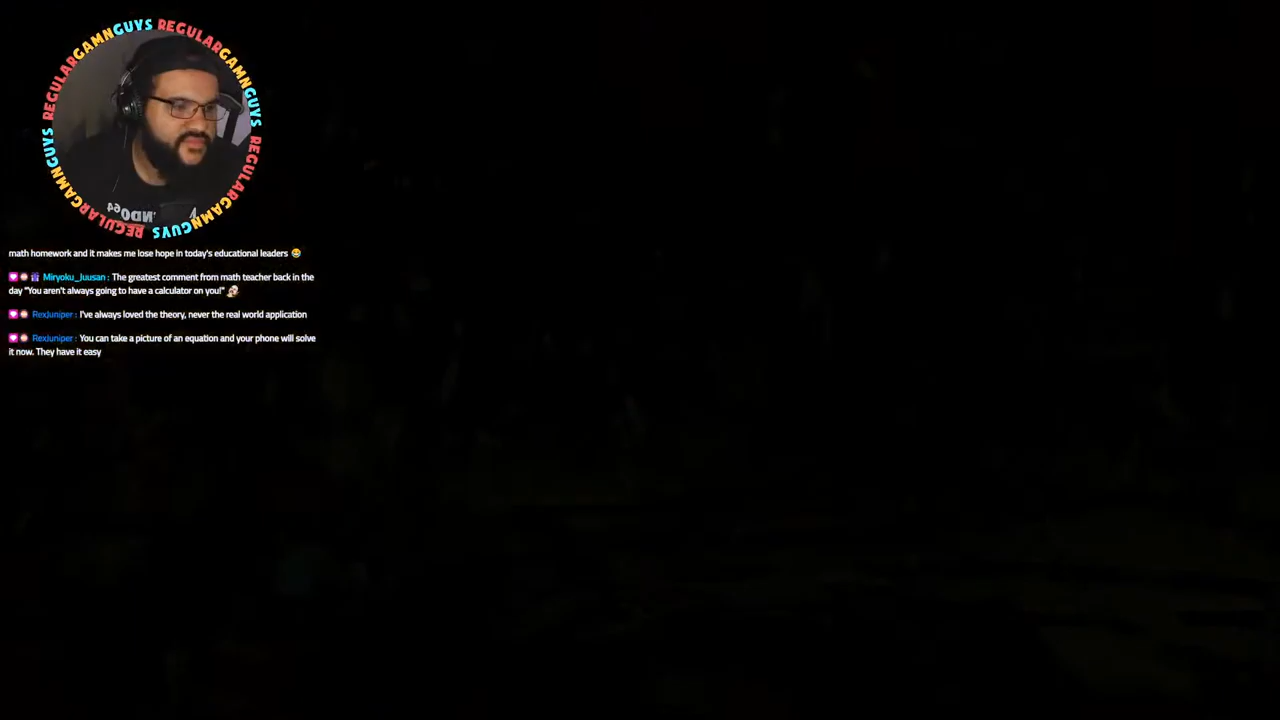 REGULARGAMNGUYS REGULARGAMNGUYS REGULARGAMNGUYS REGULARGAMNGUYS
NDO64
math homework and it makes me lose hope in today's educational leaders 😂
Miryoku_Juusan : The greatest comment from math teacher back in the
day "You aren't always going to have a calculator on you!"
RexJuniper : I've always loved the theory, never the real world application
RexJuniper : You can take a picture of an equation and your phone will solve
it now. They have it easy